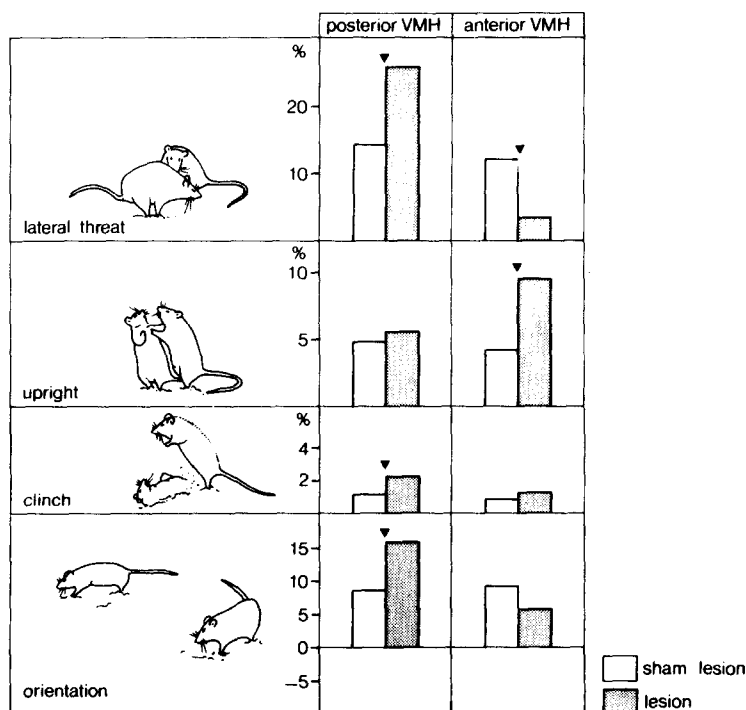 posterior VMH anterior VMH
%
20
10
lateral threat
%
10
5
upright
%
4
2
clinch
15
10
5
0
-5
orientation
sham lesion
lesion